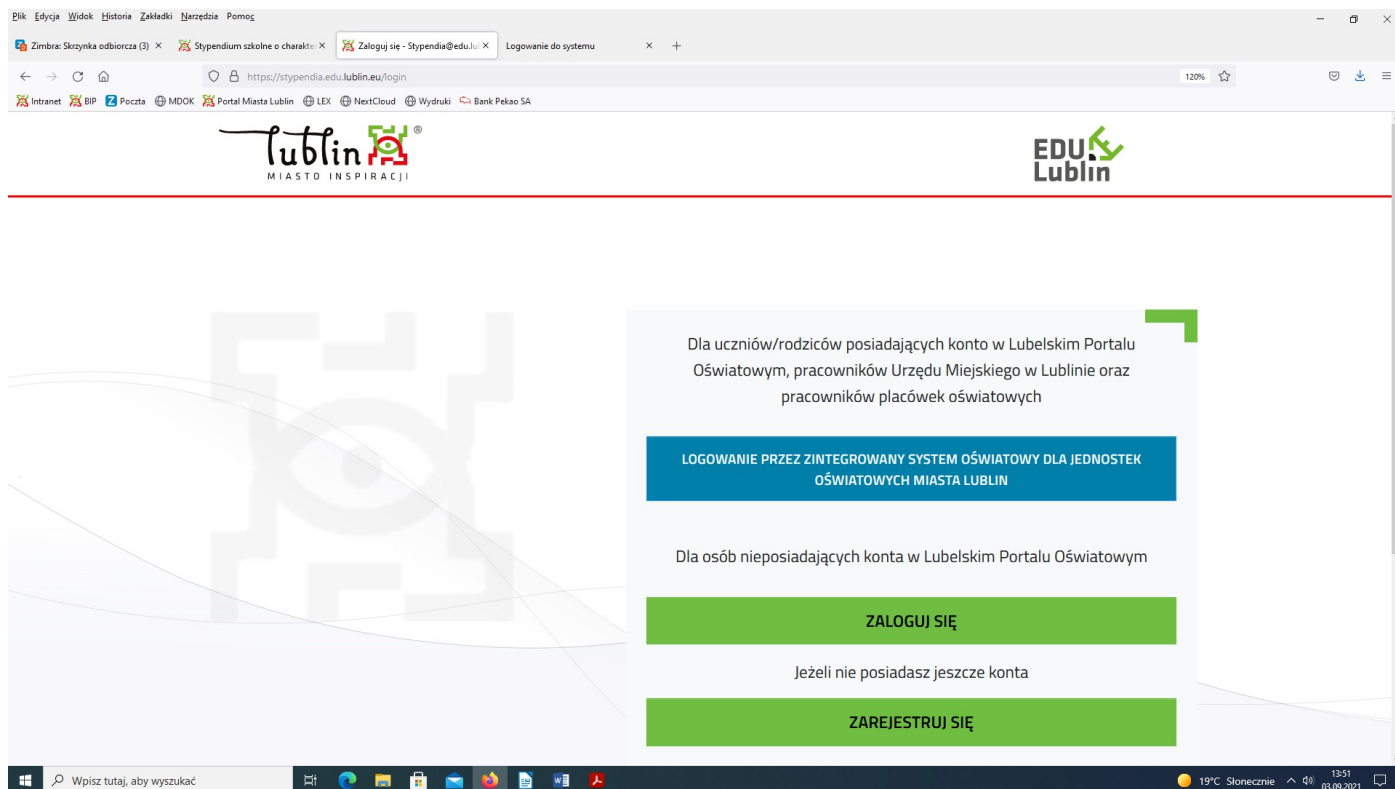 Plik Edycja Widok Historia Zakładki Narzędzia Pomoc
Zimbra: Skrzynka odbiorcza (3) Stypendium szkolne o charakte Zaloguj się - Stypendia@edu.lul Logowanie do systemu
https://stypendia.edu.lublin.eu/login 120%
Intranet BIP Poczta MDOK Portal Miasta Lublin LEX NextCloud Wydruki Bank Pekao SA
lublin ®
MIASTO INSPIRACJI
EDU
Lublin
Dla uczniów/rodziców posiadających konto w Lubelskim Portalu
Oświatowym, pracowników Urzędu Miejskiego w Lublinie oraz
pracowników placówek oświatowych
LOGOWANIE PRZEZ ZINTEGROWANY SYSTEM OŚWIATOWY DLA JEDNOSTEK
OŚWIATOWYCH MIASTA LUBLIN
Dla osób nieposiadających konta w Lubelskim Portalu Oświatowym
ZALOGUJ SIĘ
Jeżeli nie posiadasz jeszcze konta
ZAREJESTRUJ SIĘ
Wpisz tutaj, aby wyszukać 19°C Słonecznie 13:51
03.09.2021